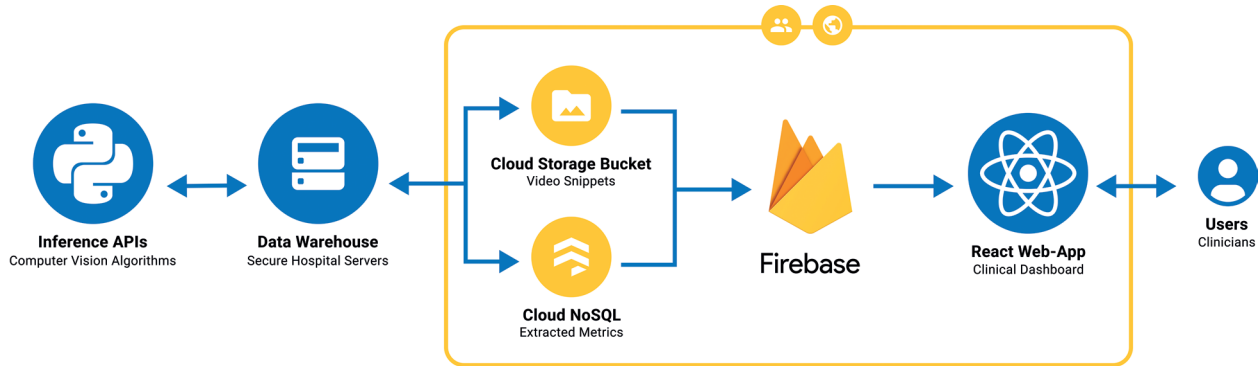 Inference APIs
Computer Vision Algorithms
Data Warehouse
Secure Hospital Servers
Cloud Storage Bucket
Video Snippets
Cloud NoSQL
Extracted Metrics
Firebase
React Web-App
Clinical Dashboard
Users
Clinicians